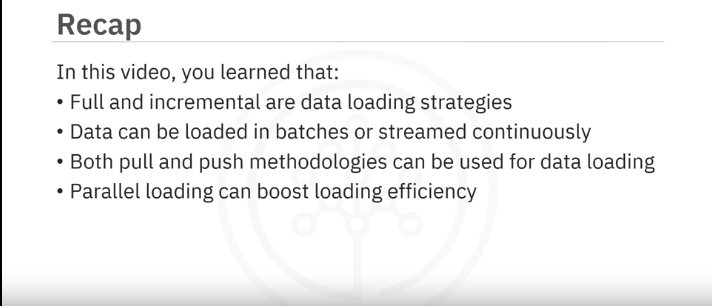 Recap
In this video, you learned that:
• Full and incremental are data loading strategies
• Data can be loaded in batches or streamed continuously
• Both pull and push methodologies can be used for data loading
• Parallel loading can boost loading efficiency